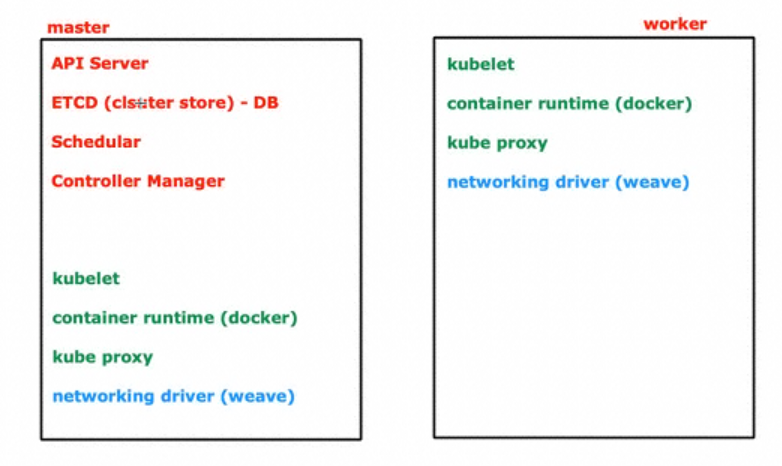 master
API Server
ETCD (clsuter store) - DB
Schedular
Controller Manager
kubelet
container runtime (docker)
kube proxy
networking driver (weave)
worker
kubelet
container runtime (docker)
kube proxy
networking driver (weave)